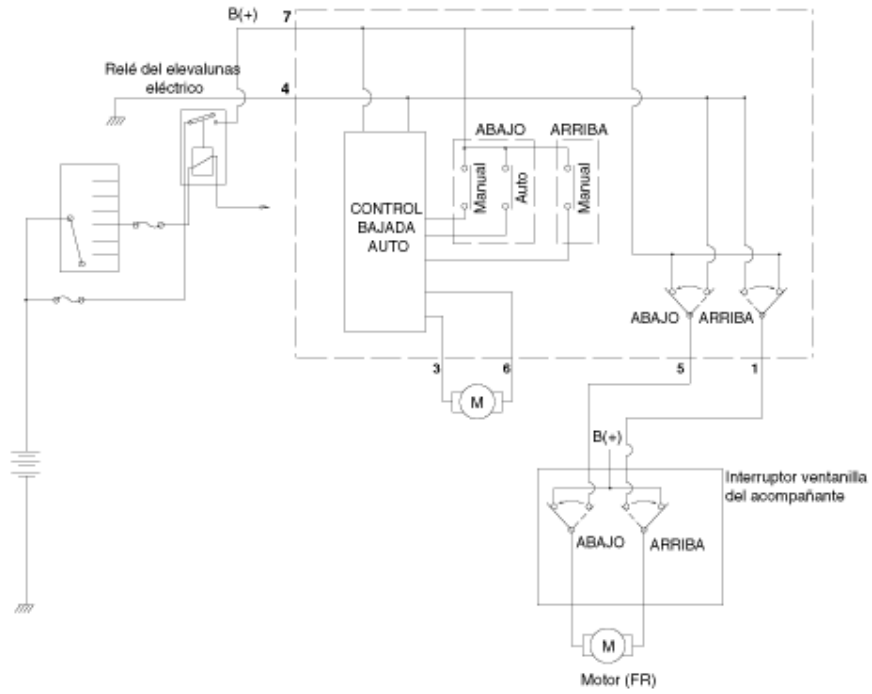 B(+)
7
Relé del elevalunas
eléctrico
4
ABAJO
ARRIBA
Manual
Auto
Manual
CONTROL
BAJADA
AUTO
ABAJO
ARRIBA
3
6
5
1
M
B(+)
Interruptor ventanilla
del acompañante
ABAJO
ARRIBA
M
Motor (FR)